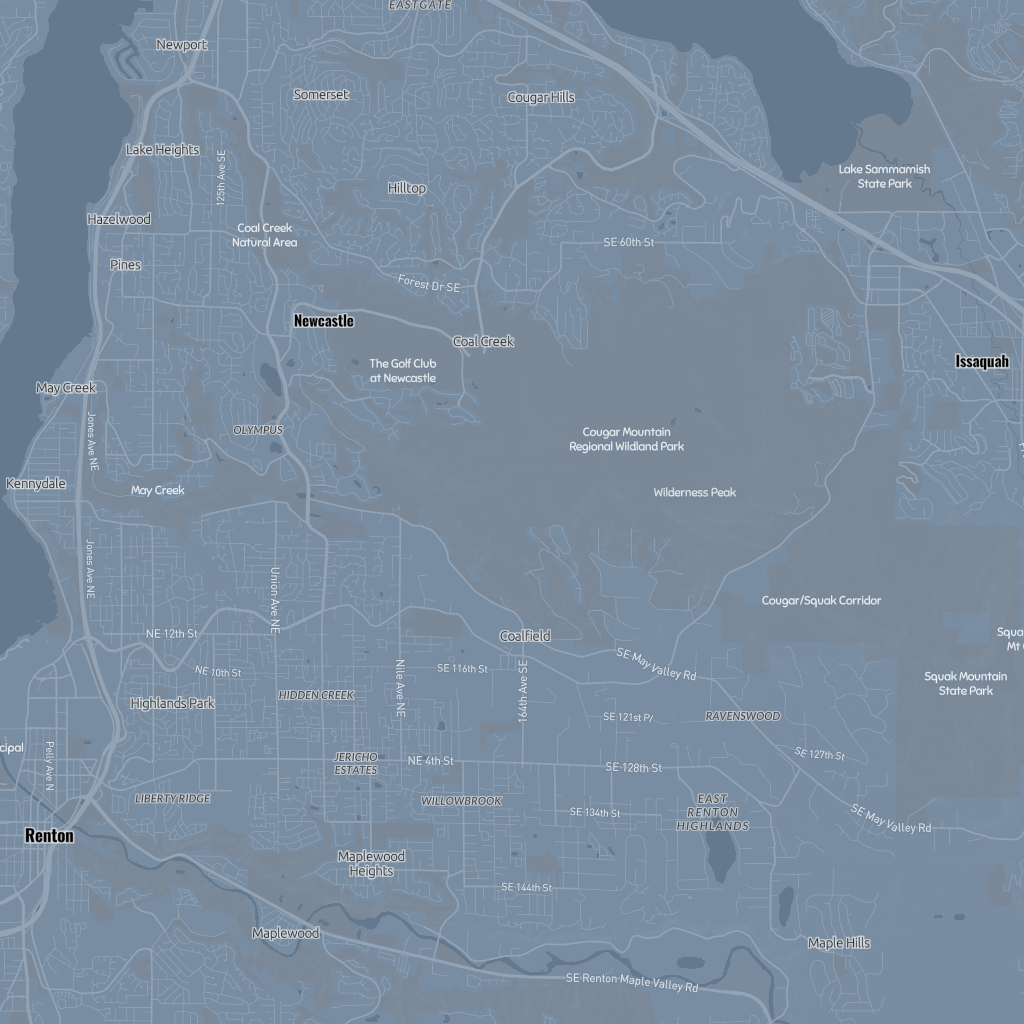 EASTGATE
Newport
Somerset
Cougar Hills
Lake Heights
125th Ave SE
Lake Sammamish
State Park
Hilltop
Hazelwood
Coal Creek
Natural Area
SE 60th St
Pines
Forest Dr SE
Newcastle
Coal Creek
The Golf Club
at Newcastle
Issaquah
May Creek
Jones Ave NE
OLYMPUS
Cougar Mountain
Regional Wildland Park
Kennydale
May Creek
Wilderness Peak
Jones Ave NE
Union Ave NE
Cougar/Squak Corridor
NE 12th St
Coalfield
Squa
Mt
NE 10th St
Nile Ave NE
SE 116th St
164th Ave SE
SE May Valley Rd
Squak Mountain
State Park
Highlands Park
HIDDEN CREEK
SE 121st P
RAVENSWOOD
cipal
Pelly Ave N
JERICHO
ESTATES
NE 4th St
SE 128th St
SE 127th St
LIBERTY RIDGE
WILLOWBROOK
SE 134th St
EAST
RENTON
HIGHLANDS
SE May Valley Rd
Renton
Maplewood
Heights
SE 144th St
Maplewood
Maple Hills
SE Renton Maple Valley Rd